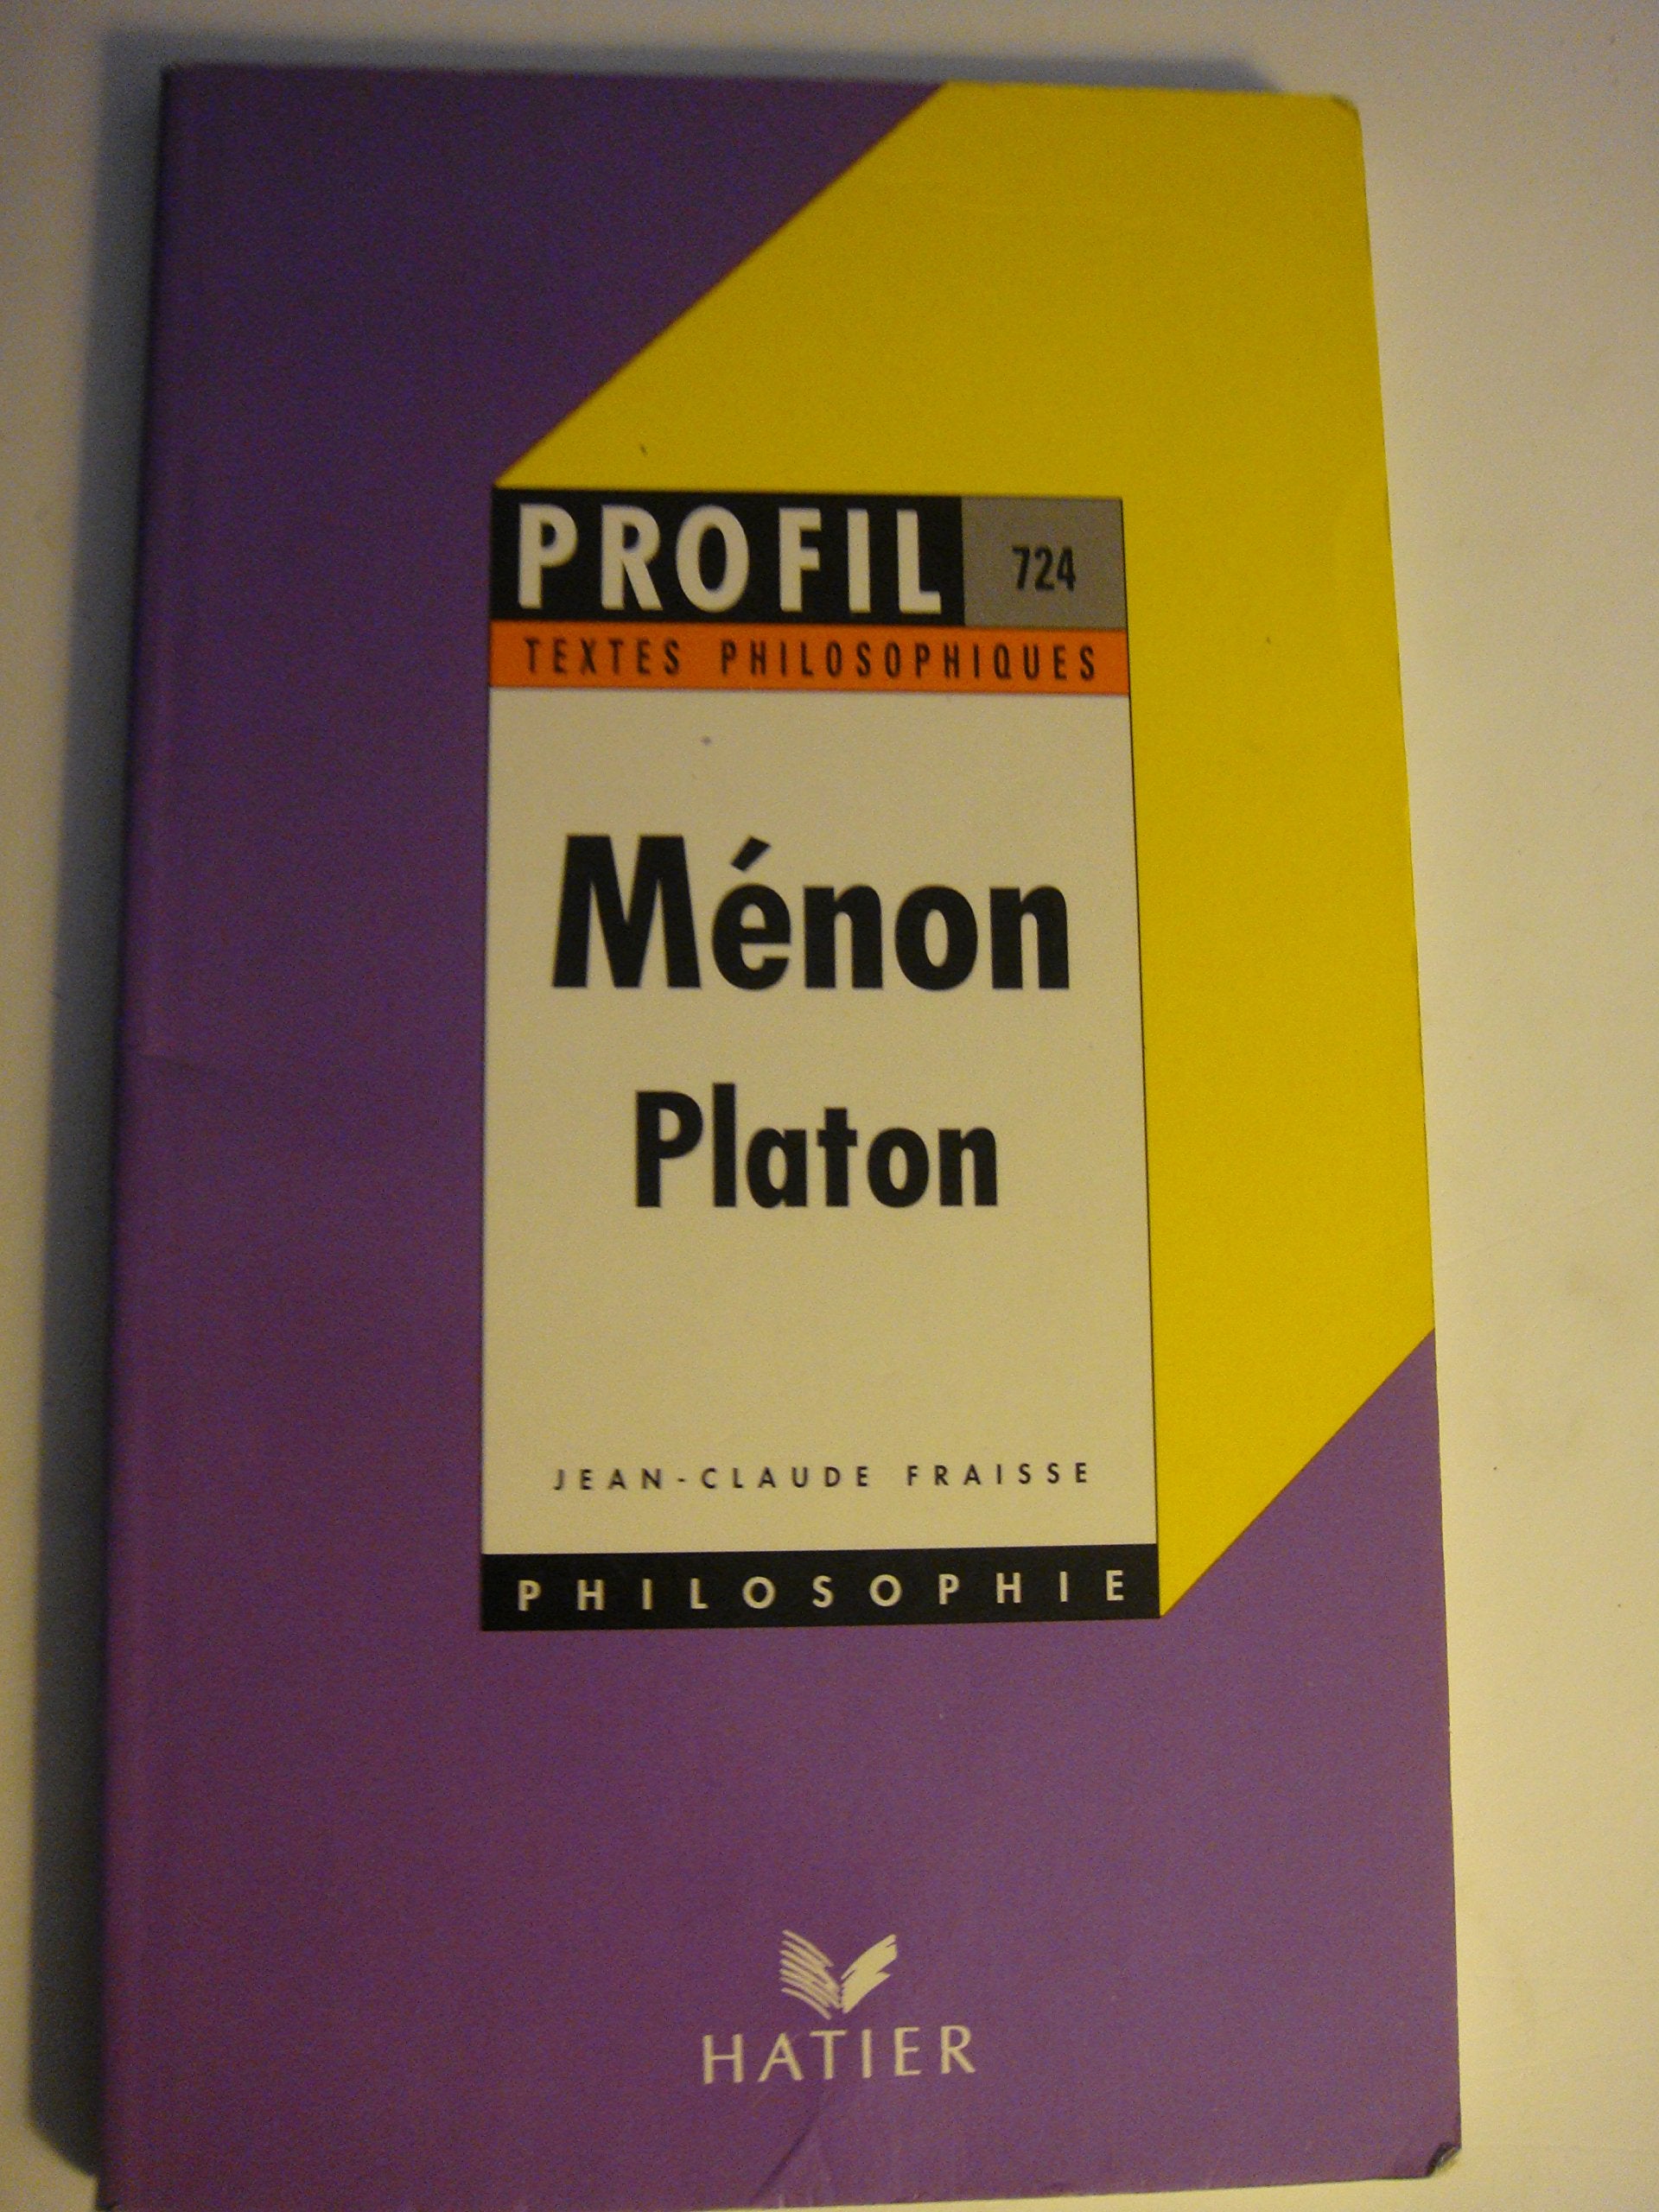 PROFIL 724
TEXTES PHILOSOPHIQUES
Ménon
Platon
JEAN-CLAUDE FRAISSE
PHILOSOPHIE
HATIER